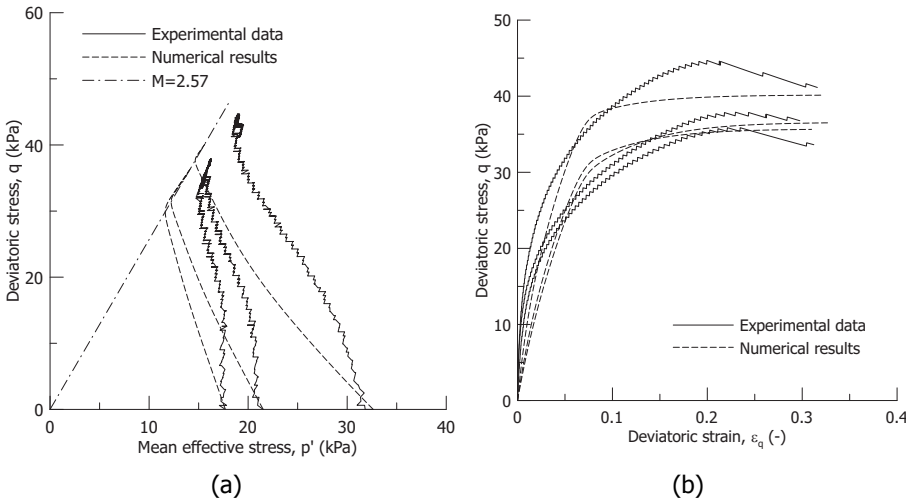 60
40
20
0
0
10
20
30
40
Deviatoric stress, q (kPa)
Mean effective stress, p' (kPa)
Experimental data
Numerical results
M=2.57
(a)
50
40
30
20
10
0
0
0.1
0.2
0.3
0.4
Deviatoric stress, q (kPa)
Deviatoric strain, εq (-)
Experimental data
Numerical results
(b)